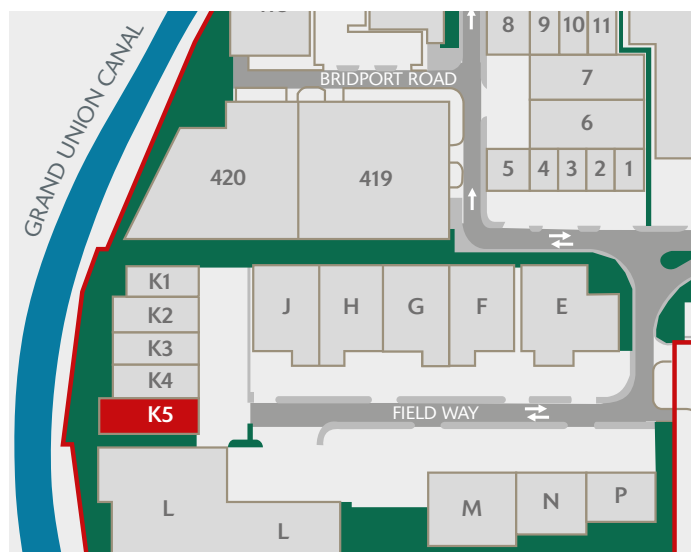 8 9 10 11
BRIDPORT ROAD
7
6
GRAND UNION CANAL
420
419
5 4 3 2 1
K1
K2
K3
K4
K5
J H G F E
FIELD WAY
L
L
M N P